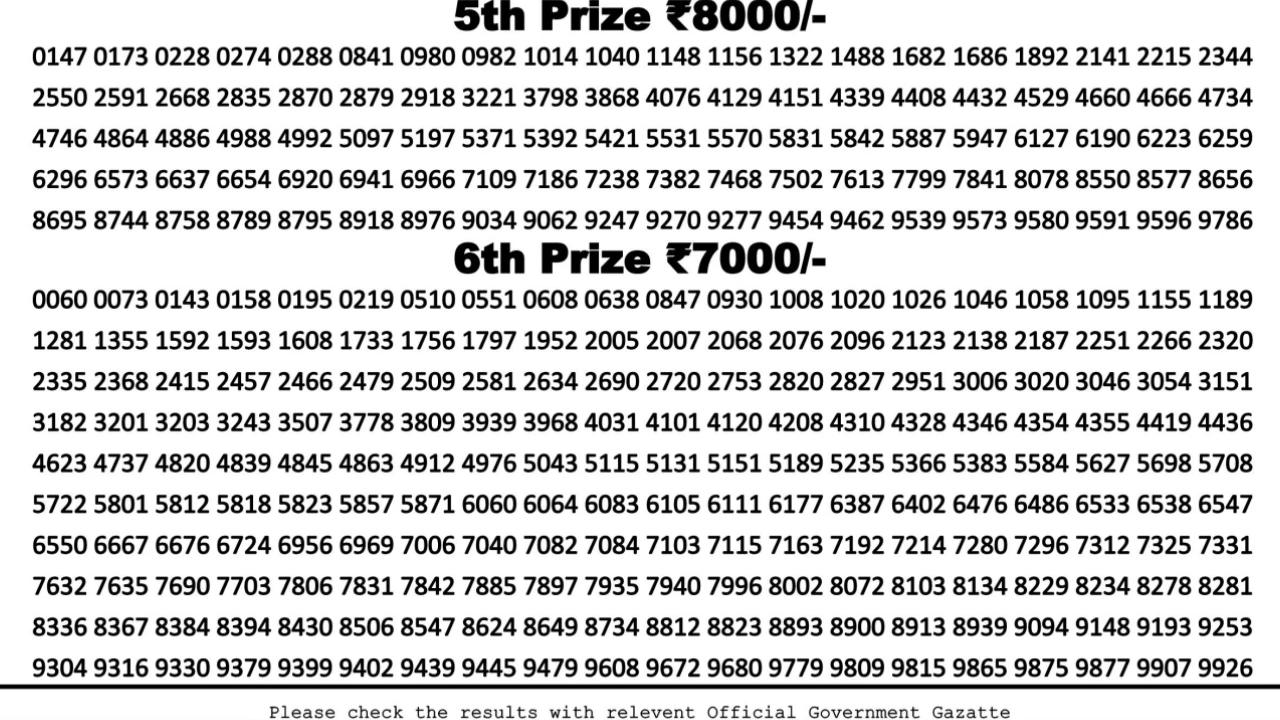 5th Prize ₹8000/-
0147 0173 0228 0274 0288 0841 0980 0982 1014 1040 1148 1156 1322 1488 1682 1686 1892 2141 2215 2344
2550 2591 2668 2835 2870 2879 2918 3221 3798 3868 4076 4129 4151 4339 4408 4432 4529 4660 4666 4734
4746 4864 4886 4988 4992 5097 5197 5371 5392 5421 5531 5570 5831 5842 5887 5947 6127 6190 6223 6259
6296 6573 6637 6654 6920 6941 6966 7109 7186 7238 7382 7468 7502 7613 7799 7841 8078 8550 8577 8656
8695 8744 8758 8789 8795 8918 8976 9034 9062 9247 9270 9277 9454 9462 9539 9573 9580 9591 9596 9786
6th Prize ₹7000/-
0060 0073 0143 0158 0195 0219 0510 0551 0608 0638 0847 0930 1008 1020 1026 1046 1058 1095 1155 1189
1281 1355 1592 1593 1608 1733 1756 1797 1952 2005 2007 2068 2076 2096 2123 2138 2187 2251 2266 2320
2335 2368 2415 2457 2466 2479 2509 2581 2634 2690 2720 2753 2820 2827 2951 3006 3020 3046 3054 3151
3182 3201 3203 3243 3507 3778 3809 3939 3968 4031 4101 4120 4208 4310 4328 4346 4354 4355 4419 4436
4623 4737 4820 4839 4845 4863 4912 4976 5043 5115 5131 5151 5189 5235 5366 5383 5584 5627 5698 5708
5722 5801 5812 5818 5823 5857 5871 6060 6064 6083 6105 6111 6177 6387 6402 6476 6486 6533 6538 6547
6550 6667 6676 6724 6956 6969 7006 7040 7082 7084 7103 7115 7163 7192 7214 7280 7296 7312 7325 7331
7632 7635 7690 7703 7806 7831 7842 7885 7897 7935 7940 7996 8002 8072 8103 8134 8229 8234 8278 8281
8336 8367 8384 8394 8430 8506 8547 8624 8649 8734 8812 8823 8893 8900 8913 8939 9094 9148 9193 9253
9304 9316 9330 9379 9399 9402 9439 9445 9479 9608 9672 9680 9779 9809 9815 9865 9875 9877 9907 9926
Please check the results with relevent Official Government Gazatte